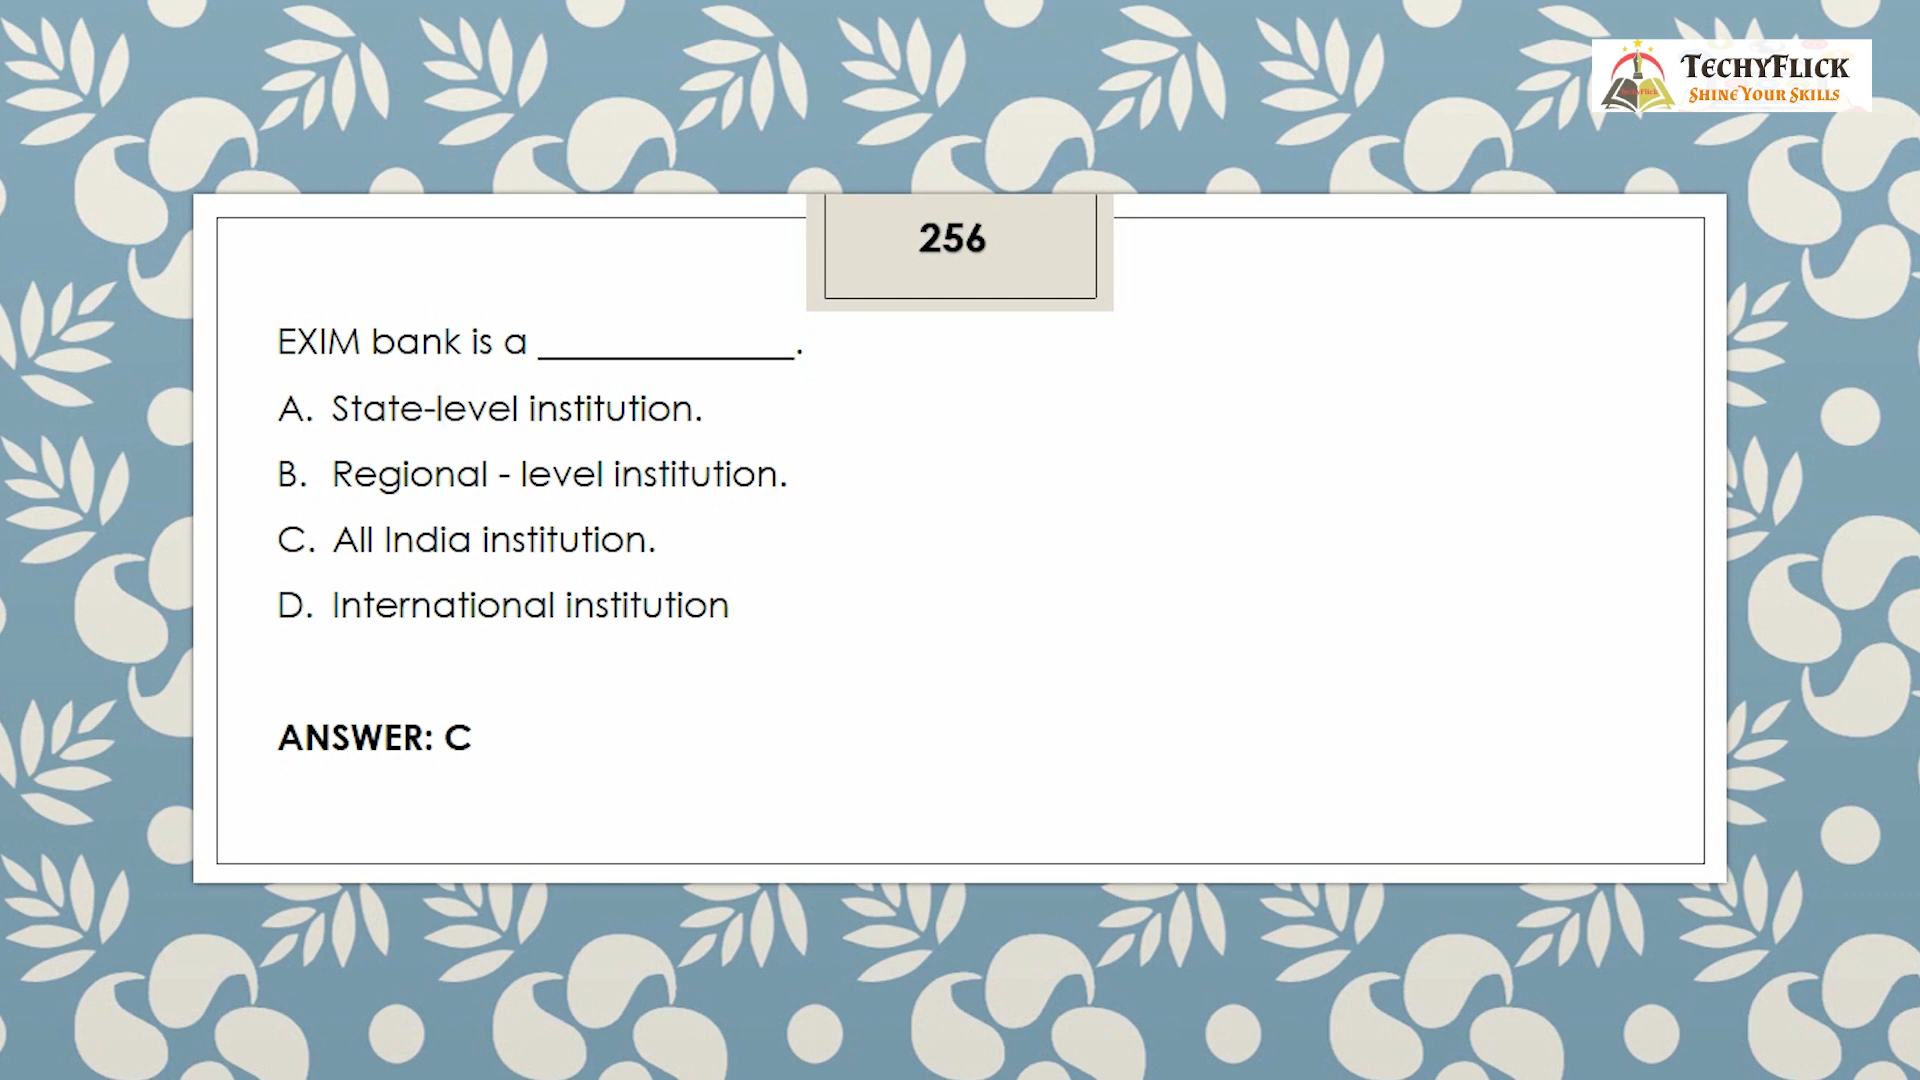 TECHYFLICK
SHINE YOUR SKILLS
256
EXIM bank is a ______________.
A. State-level institution.
B. Regional - level institution.
C. All India institution.
D. International institution
ANSWER: C